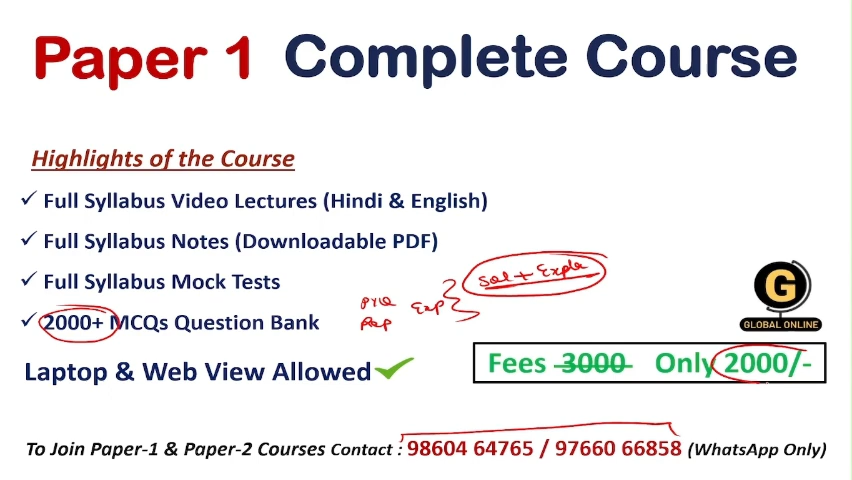 Paper 1 Complete Course
Highlights of the Course
✓ Full Syllabus Video Lectures (Hindi & English)
✓ Full Syllabus Notes (Downloadable PDF)
✓ Full Syllabus Mock Tests
Sol + Expla
PYQ
Exp
✓ 2000+ MCQs Question Bank
G
GLOBAL ONLINE
Laptop & Web View Allowed
Fees 3000 Only 2000/-
To Join Paper-1 & Paper-2 Courses Contact : 98604 64765 / 97660 66858 (WhatsApp Only)